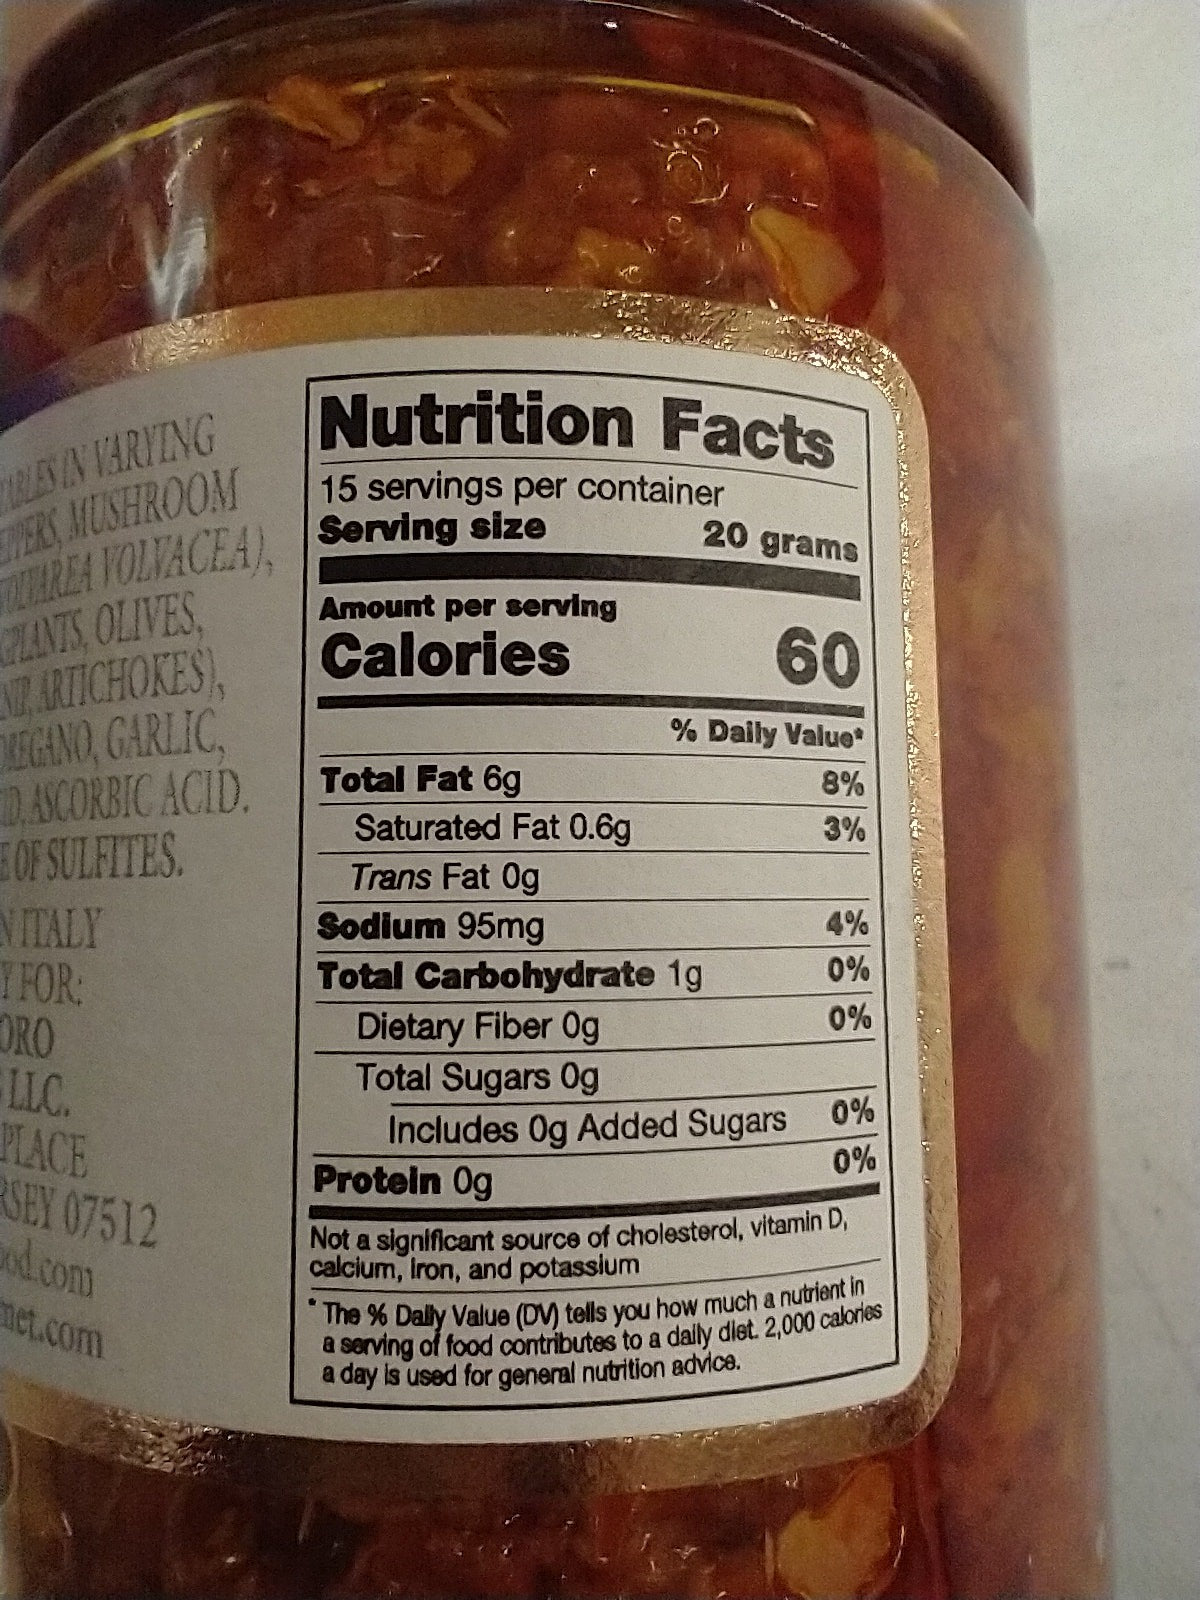 IN VARYING
MUSHROOM
VOLVACEA),
OLIVES,
ARTICHOKES),
OREGANO, GARLIC,
ASCORBIC ACID.
OF SULFITES.
ITALY
FOR:
ORO
LLC.
PLACE
07512
Nutrition Facts
15 servings per container
Serving size 20 grams
Amount per serving
Calories 60
% Daily Value*
Total Fat 6g 8%
Saturated Fat 0.6g 3%
Trans Fat 0g
Sodium 95mg 4%
Total Carbohydrate 1g 0%
Dietary Fiber 0g 0%
Total Sugars 0g
Includes 0g Added Sugars 0%
Protein 0g 0%
Not a significant source of cholesterol, vitamin D,
calcium, iron, and potassium
* The % Daily Value (DV) tells you how much a nutrient in
a serving of food contributes to a daily diet. 2,000 calories
a day is used for general nutrition advice.